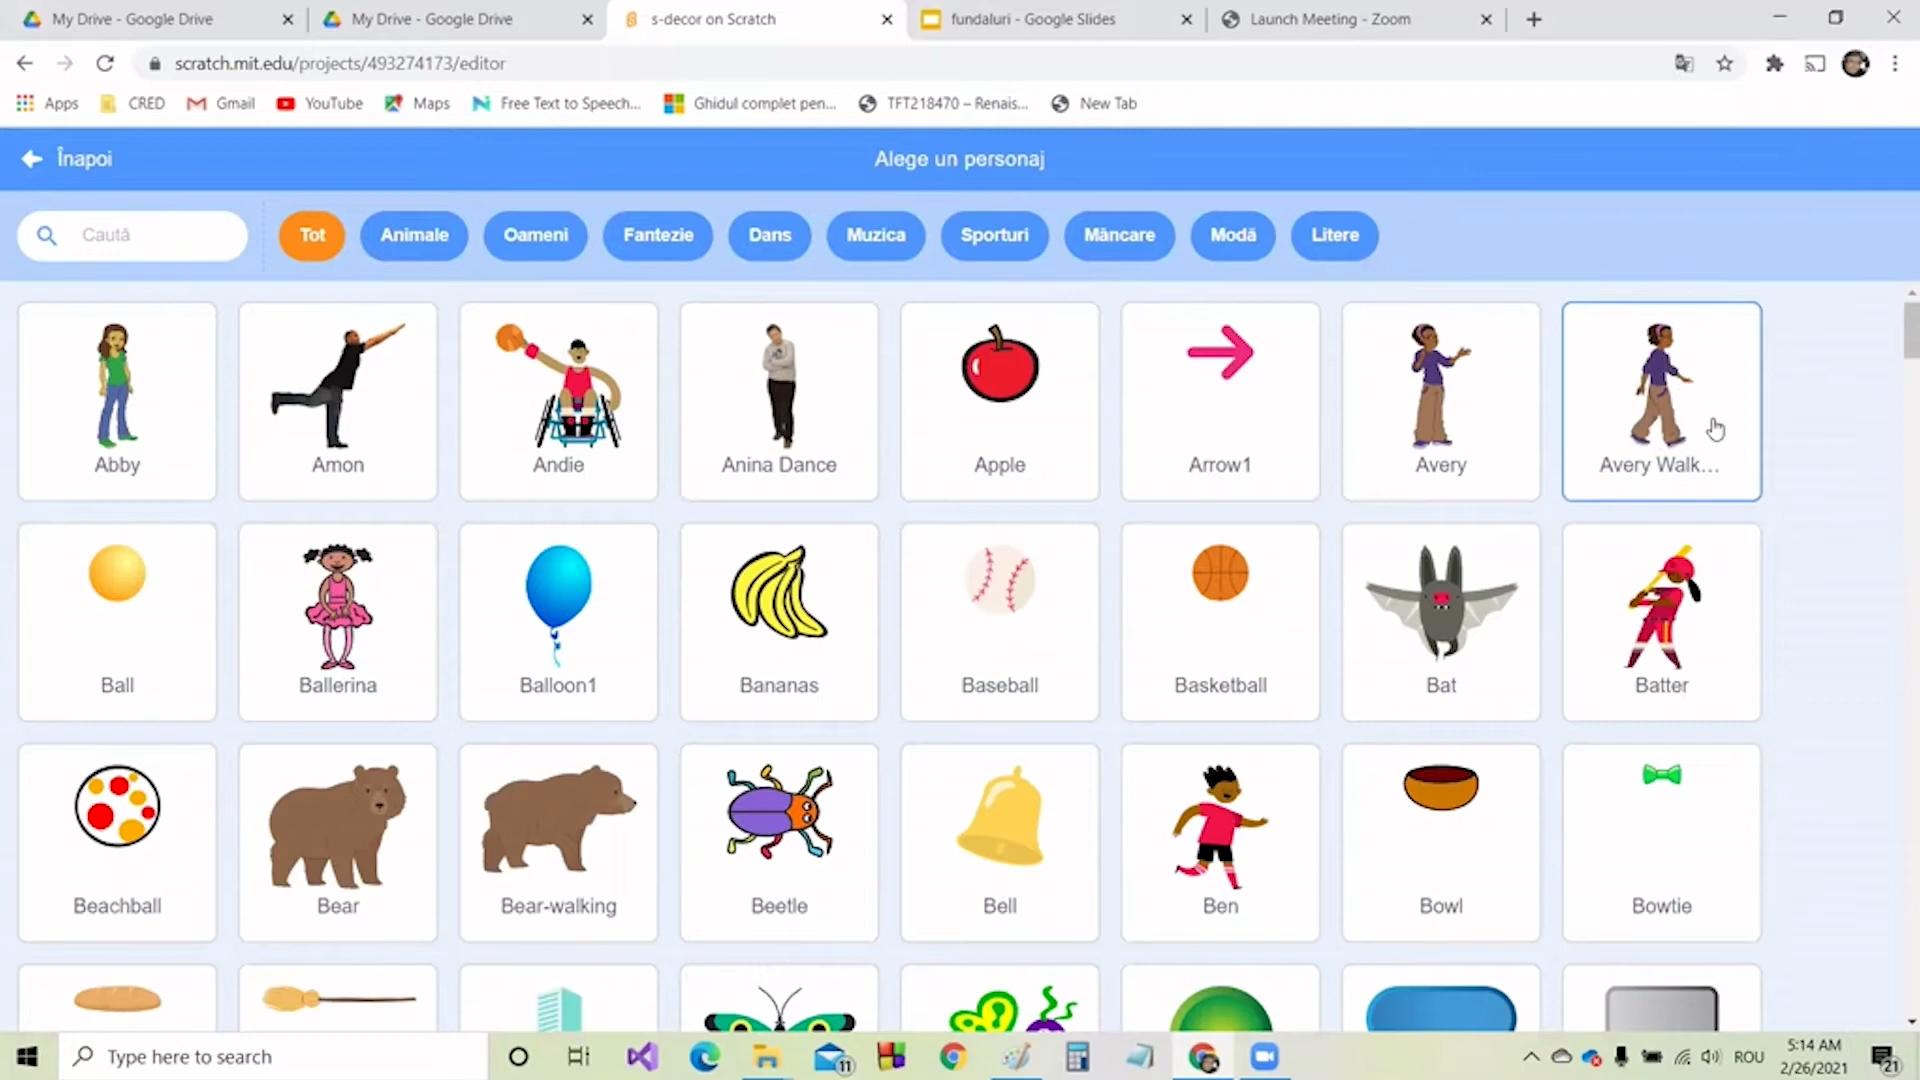 My Drive - Google Drive
My Drive - Google Drive
s-decor on Scratch
fundaluri - Google Slides
Launch Meeting - Zoom
scratch.mit.edu/projects/493274173/editor
Apps
CRED
Gmail
YouTube
Maps
Free Text to Speech...
Ghidul complet pen...
TFT218470 – Renais...
New Tab
Înapoi
Alege un personaj
Caută
Tot
Animale
Oameni
Fantezie
Dans
Muzica
Sporturi
Mâncare
Modă
Litere
Abby
Amon
Andie
Anina Dance
Apple
Arrow1
Avery
Avery Walk...
Ball
Ballerina
Balloon1
Bananas
Baseball
Basketball
Bat
Batter
Beachball
Bear
Bear-walking
Beetle
Bell
Ben
Bowl
Bowtie
Type here to search
11
ROU
5:14 AM
2/26/2021
21